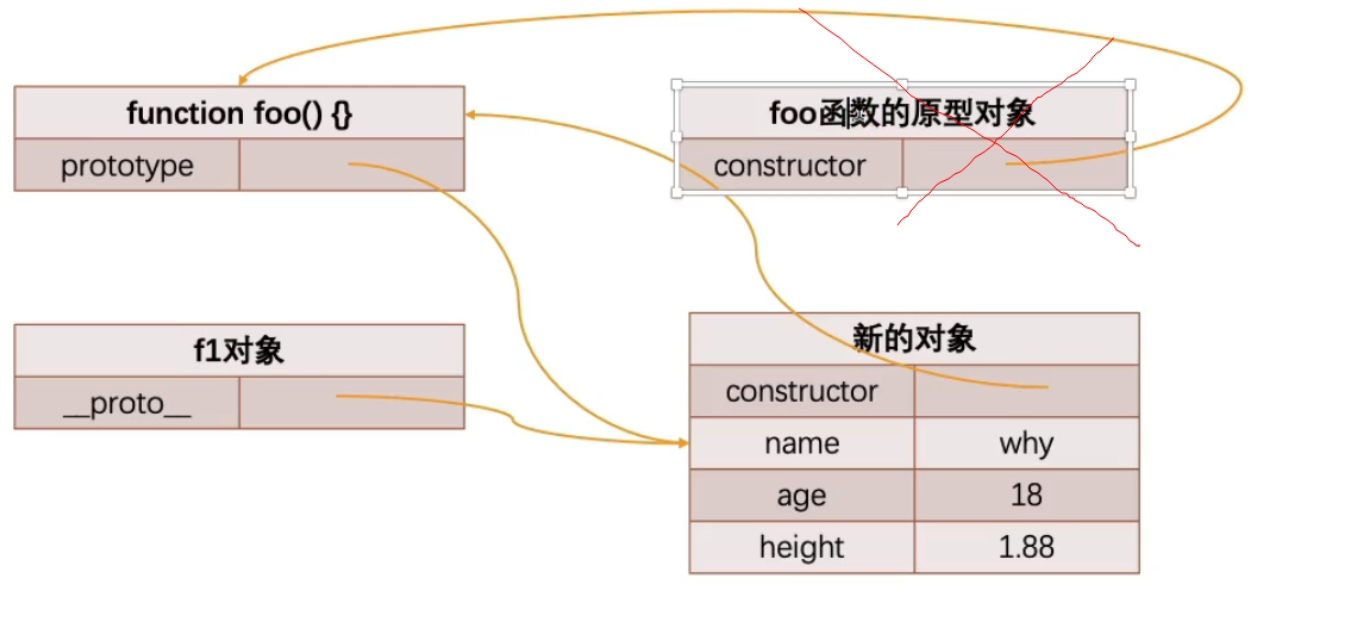 function foo() {}
prototype
foo函数的原型对象
constructor
f1对象
__proto__
新的对象
constructor
name why
age 18
height 1.88